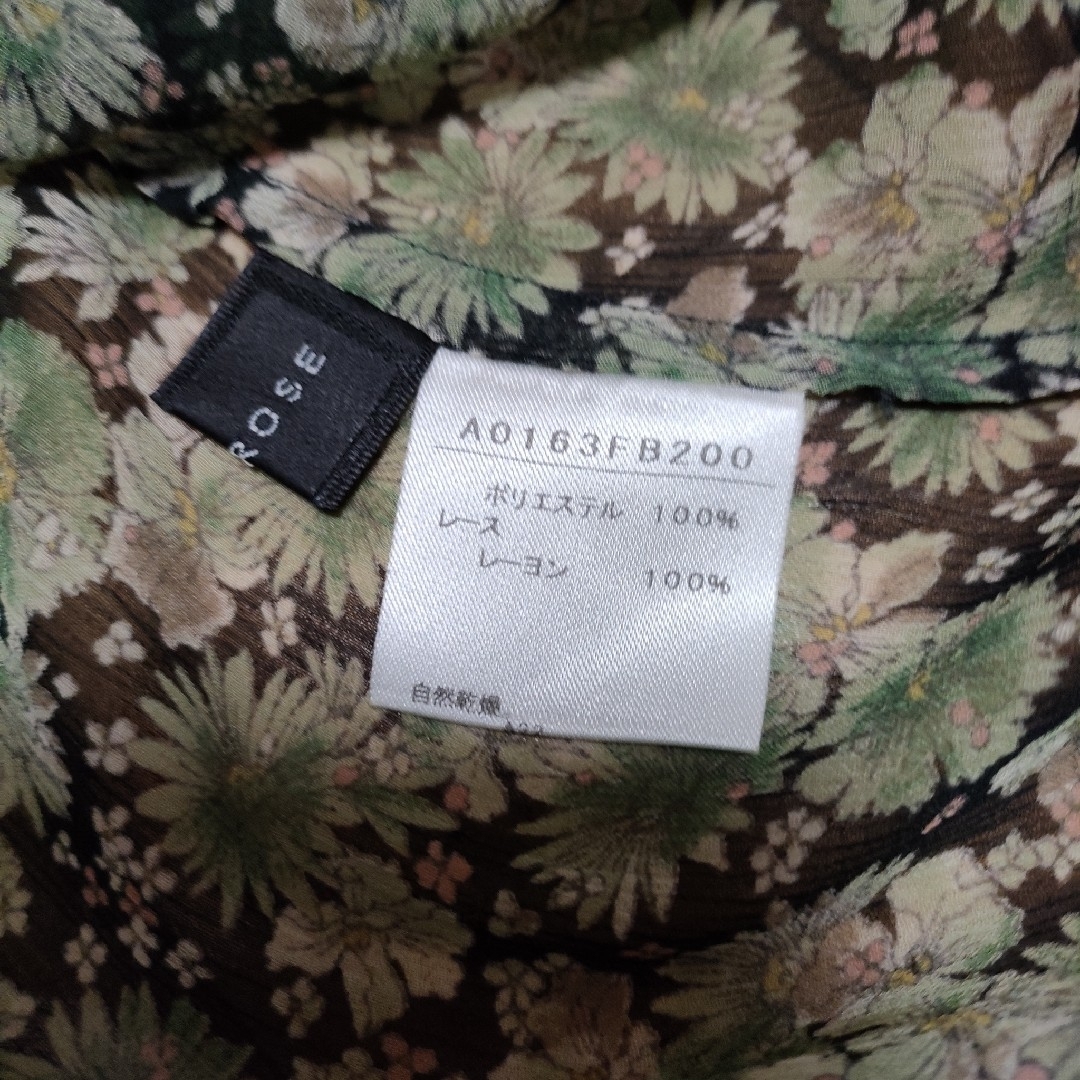 ROSE
A0163FB200
ポリエステル 100%
レース
レーヨン 100%
自然乾燥